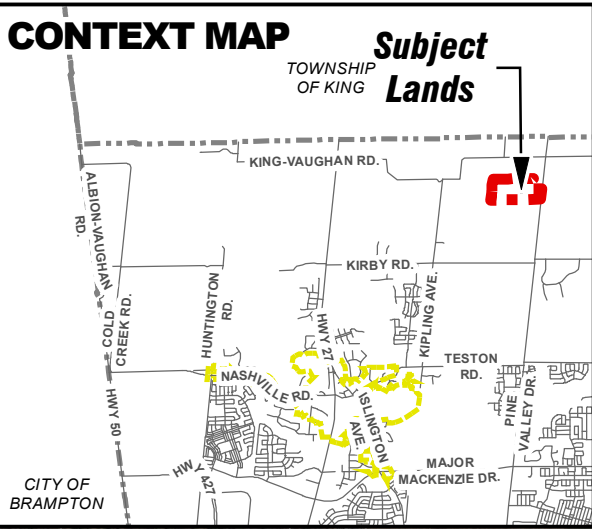 CONTEXT MAP
Subject
Lands
TOWNSHIP
OF KING
KING-VAUGHAN RD.
ALBION-VAUGHAN
RD.
KIRBY RD.
HUNTINGTON
RD.
COLD
CREEK RD.
HWY 27
KIPLING AVE.
TESTON
RD.
NASHVILLE RD.
ISLINGTON
AVE.
PINE
VALLEY DR.
HWY 50
HWY 427
MAJOR
MACKENZIE DR.
CITY OF
BRAMPTON